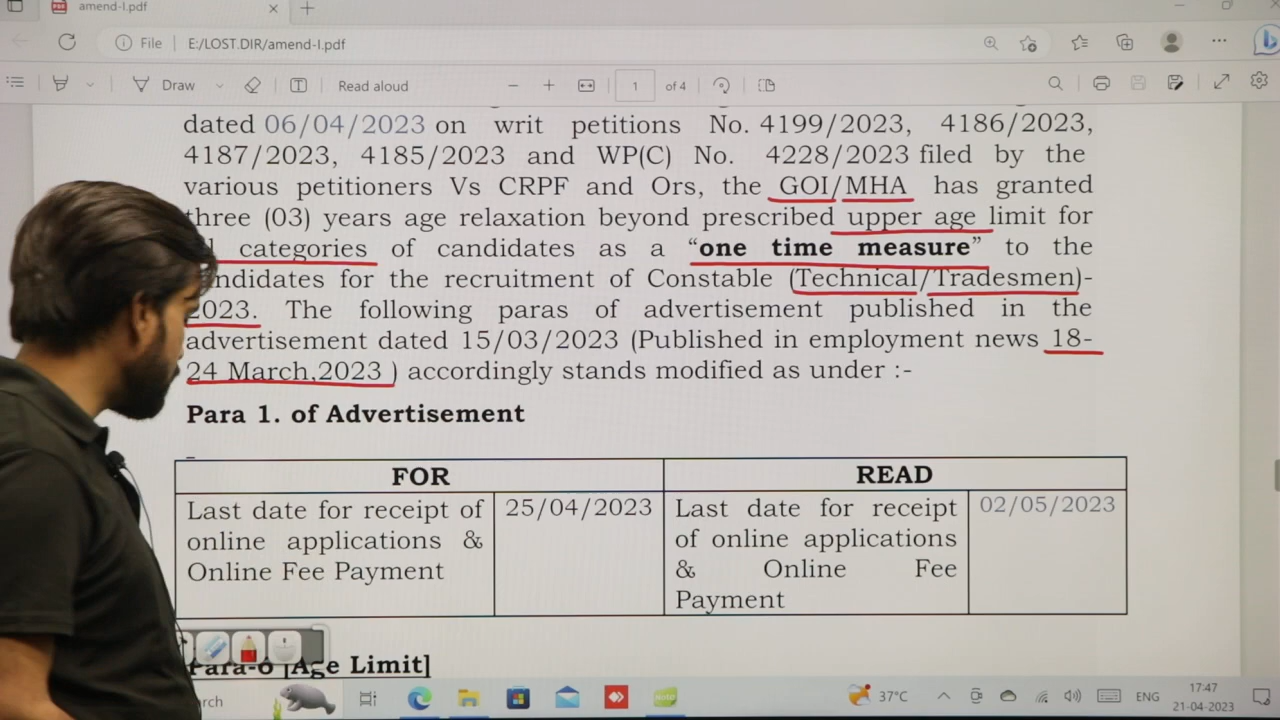 amend-I.pdf
File E:/LOST.DIR/amend-I.pdf
Draw Read aloud 1 of 4
dated 06/04/2023 on writ petitions No. 4199/2023, 4186/2023,
4187/2023, 4185/2023 and WP(C) No. 4228/2023 filed by the
various petitioners Vs CRPF and Ors, the GOI/MHA has granted
three (03) years age relaxation beyond prescribed upper age limit for
categories of candidates as a “one time measure” to the
candidates for the recruitment of Constable (Technical/Tradesmen)-
2023. The following paras of advertisement published in the
advertisement dated 15/03/2023 (Published in employment news 18-
24 March,2023 ) accordingly stands modified as under :-
Para 1. of Advertisement
FOR READ
Last date for receipt of online applications & Online Fee Payment
25/04/2023
Last date for receipt of online applications & Online Fee Payment
02/05/2023
Para-6 [Age Limit]
37°C ENG 17:47
21-04-2023